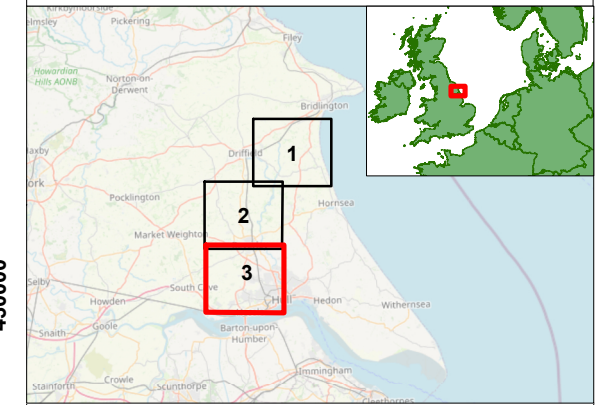 Pickering
Filey
Howardian
Hills AONB
Norton-on-
Derwent
Bridlington
Driffield
1
Pocklington
2
Hornsea
Market Weighton
3
South Cave
Selby
Howden
Hull
Hedon
Withernsea
Snaith
Goole
Barton-upon-
Humber
Immingham
Crowle
Scunthorpe
Stainforth
Cleethorpes